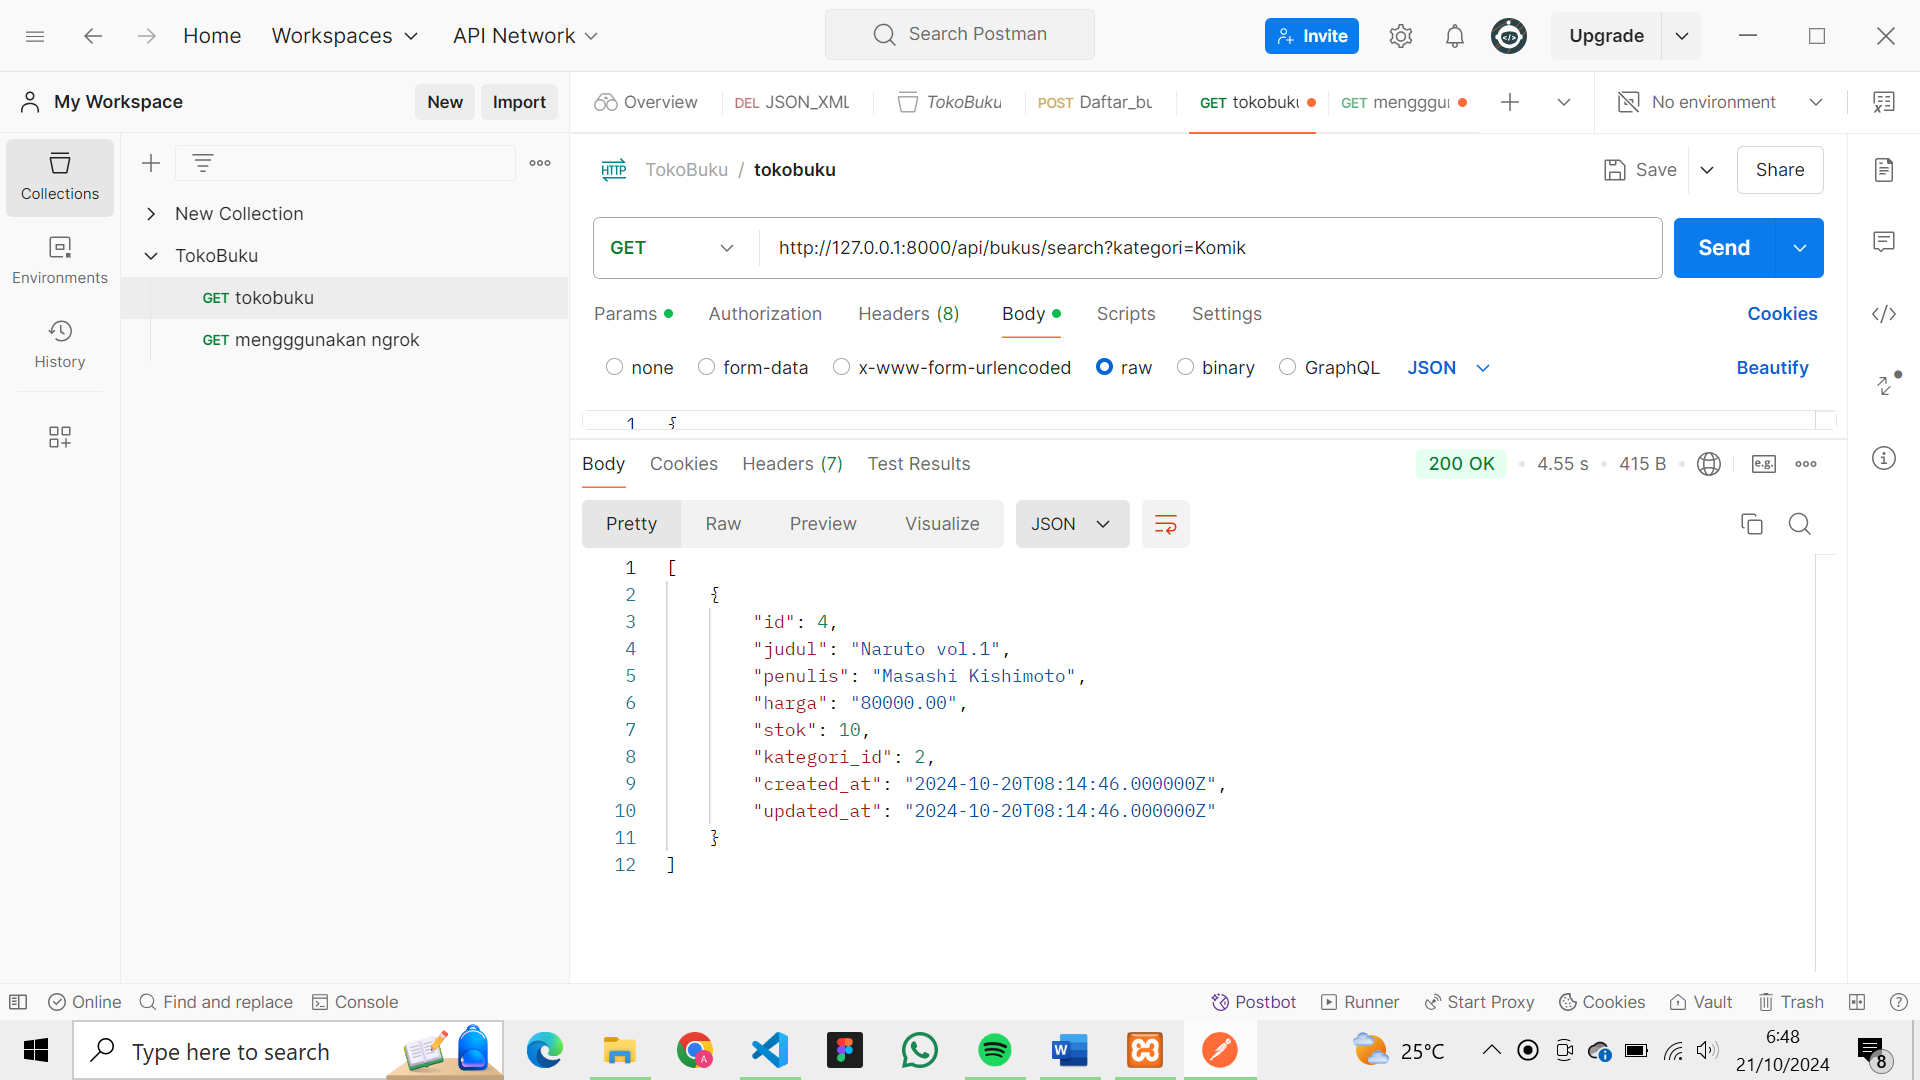 Home
Workspaces
API Network
Search Postman
Invite
Upgrade
My Workspace
New
Import
Overview
DEL JSON_XML
TokoBuku
POST Daftar_bu
GET tokobuku
GET mengggun
No environment
Collections
Environments
History
New Collection
TokoBuku
GET tokobuku
GET mengggunakan ngrok
HTTP TokoBuku / tokobuku
Save
Share
GET
http://127.0.0.1:8000/api/bukus/search?kategori=Komik
Send
Params
Authorization
Headers (8)
Body
Scripts
Settings
Cookies
none
form-data
x-www-form-urlencoded
raw
binary
GraphQL
JSON
Beautify
1 {
Body
Cookies
Headers (7)
Test Results
200 OK
4.55 s
415 B
e.g.
Pretty
Raw
Preview
Visualize
JSON
1 [
2 {
3 "id": 4,
4 "judul": "Naruto vol.1",
5 "penulis": "Masashi Kishimoto",
6 "harga": "80000.00",
7 "stok": 10,
8 "kategori_id": 2,
9 "created_at": "2024-10-20T08:14:46.000000Z",
10 "updated_at": "2024-10-20T08:14:46.000000Z"
11 }
12 ]
Online
Find and replace
Console
Postbot
Runner
Start Proxy
Cookies
Vault
Trash
Type here to search
A
25°C
6:48
21/10/2024
8